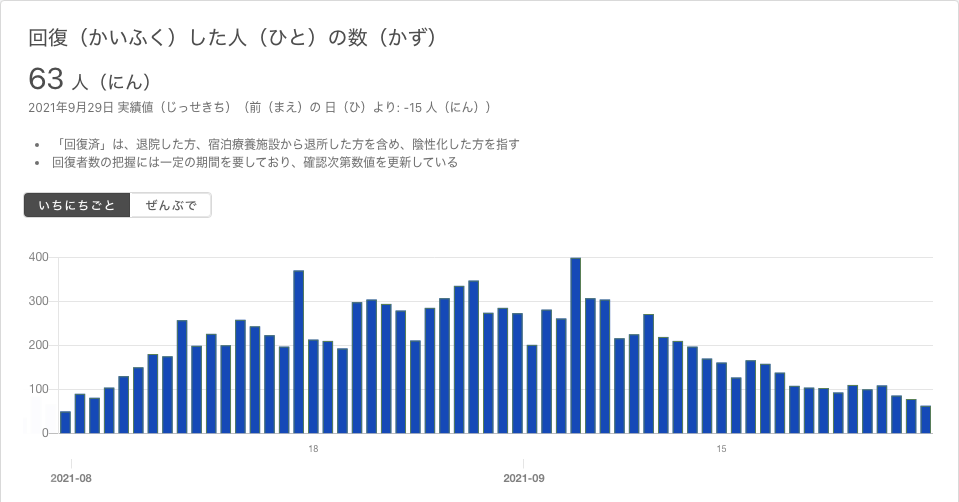 回復（かいふく）した人（ひと）の数（かず）
63 人（にん）
2021年9月29日 実績値（じっせきち）（前（まえ）の 日（ひ）より: -15 人（にん））
• 「回復済」は、退院した方、宿泊療養施設から退所した方を含め、陰性化した方を指す
• 回復者数の把握には一定の期間を要しており、確認次第数値を更新している
いちにちごと ぜんぶで
400
300
200
100
0
18 15
2021-08 2021-09